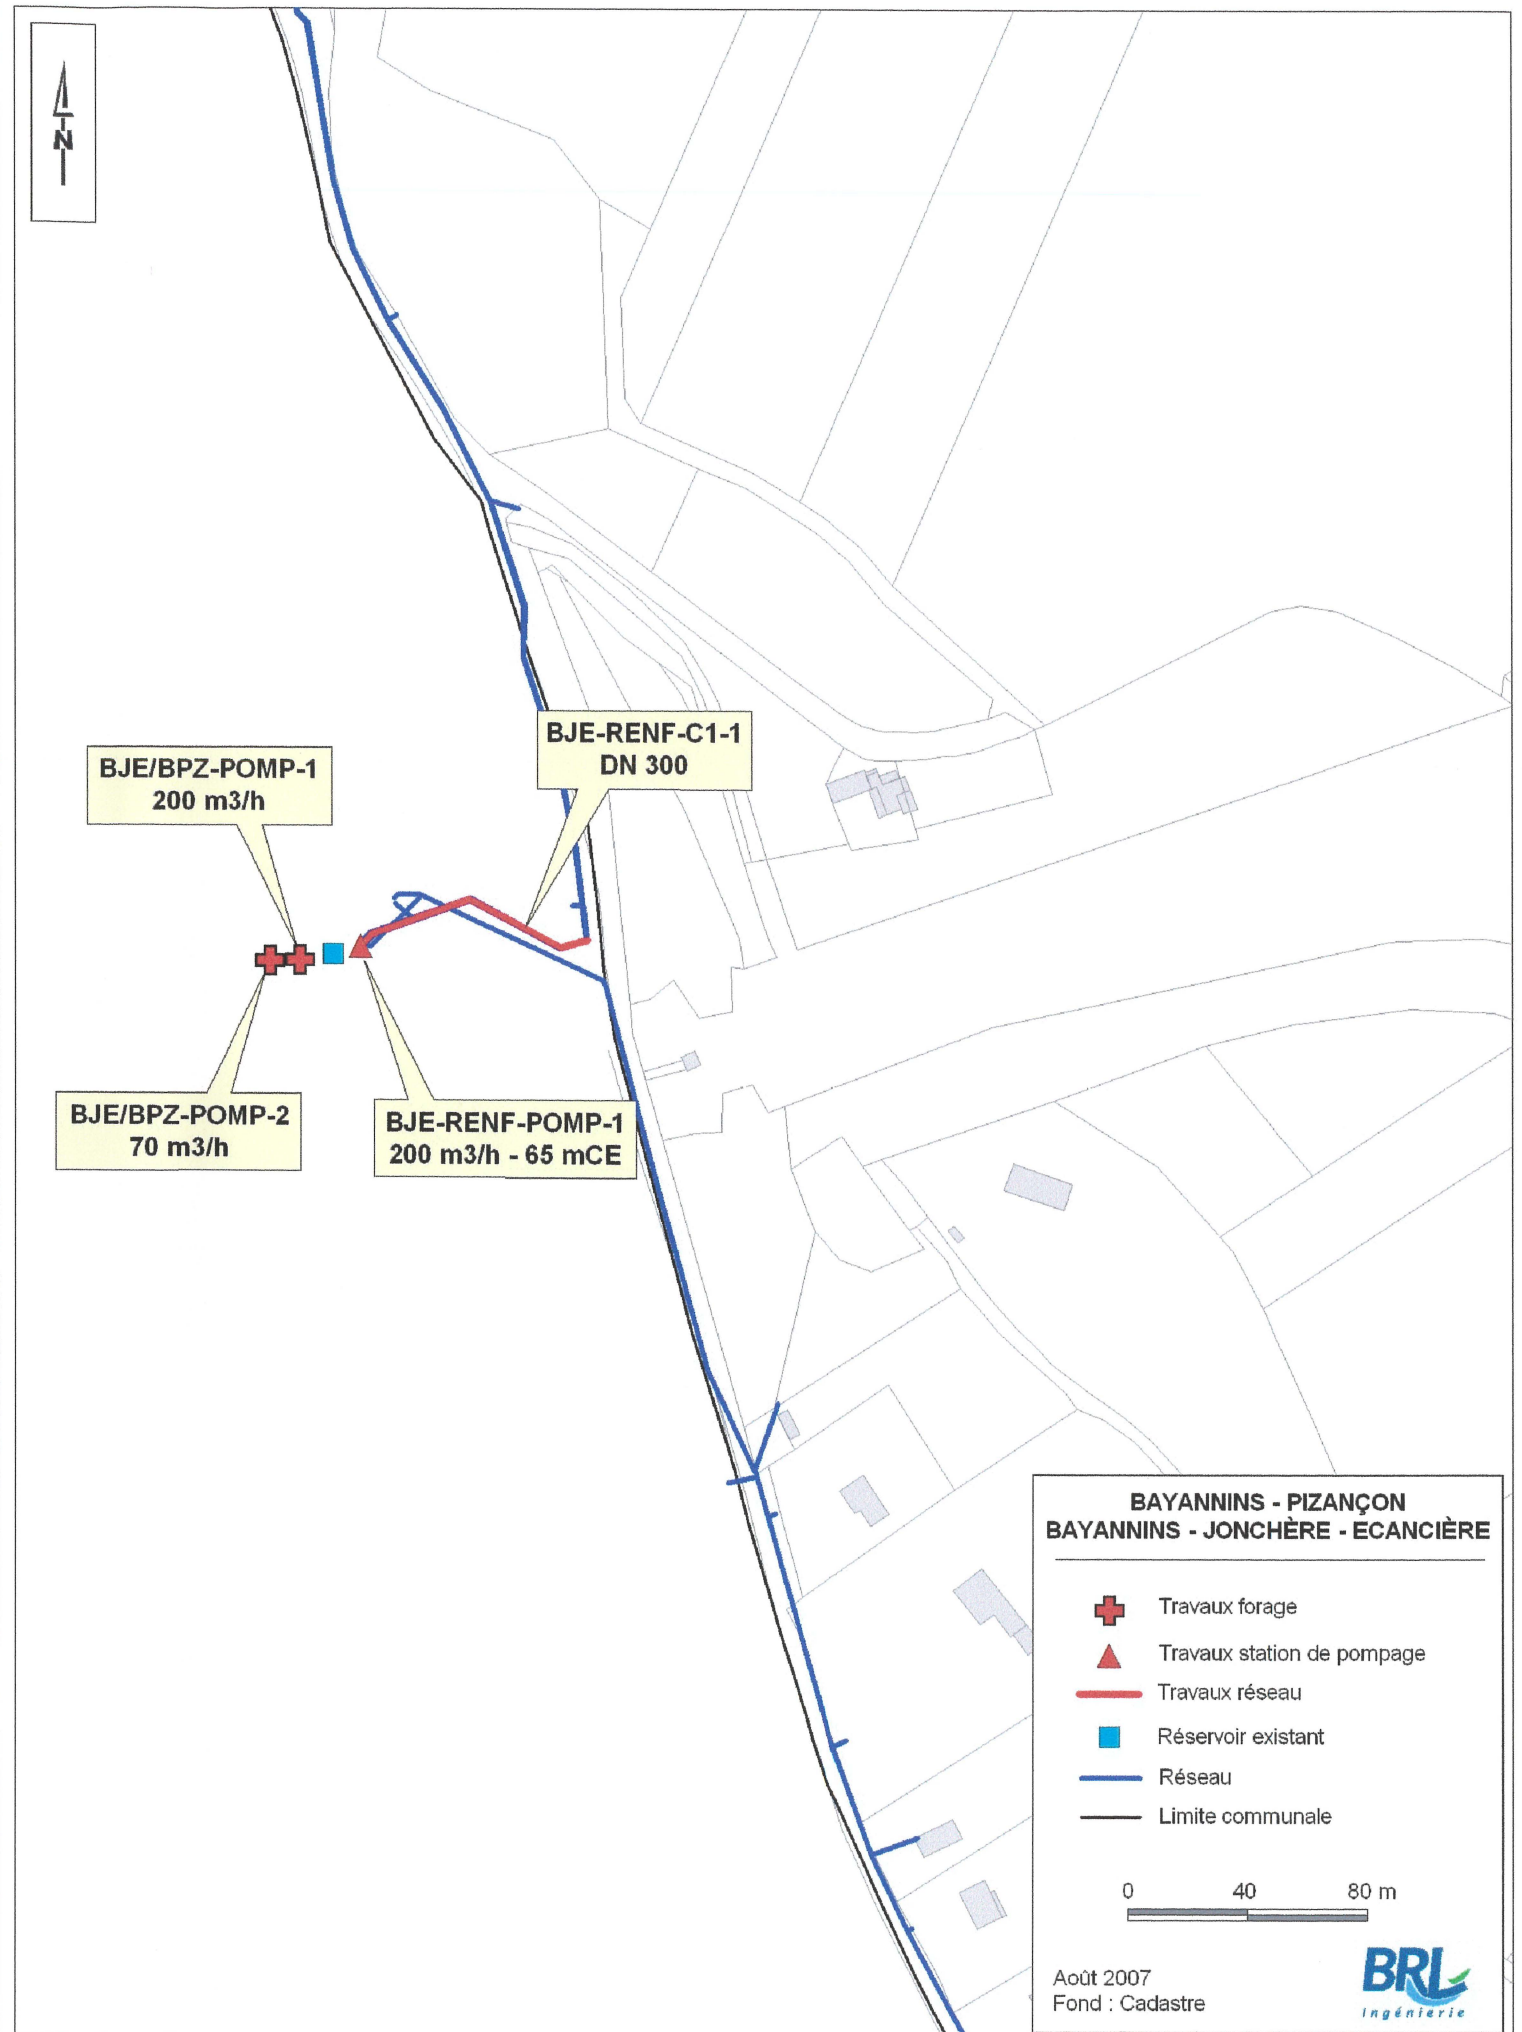 N
BJE-RENF-C1-1
DN 300
BJE/BPZ-POMP-1
200 m3/h
BJE/BPZ-POMP-2
70 m3/h
BJE-RENF-POMP-1
200 m3/h - 65 mCE
BAYANNINS - PIZANÇON
BAYANNINS - JONCHÈRE - ECANCIÈRE
Travaux forage
Travaux station de pompage
Travaux réseau
Réservoir existant
Réseau
Limite communale
0 40 80 m
Août 2007
Fond : Cadastre
BRL
Ingénierie